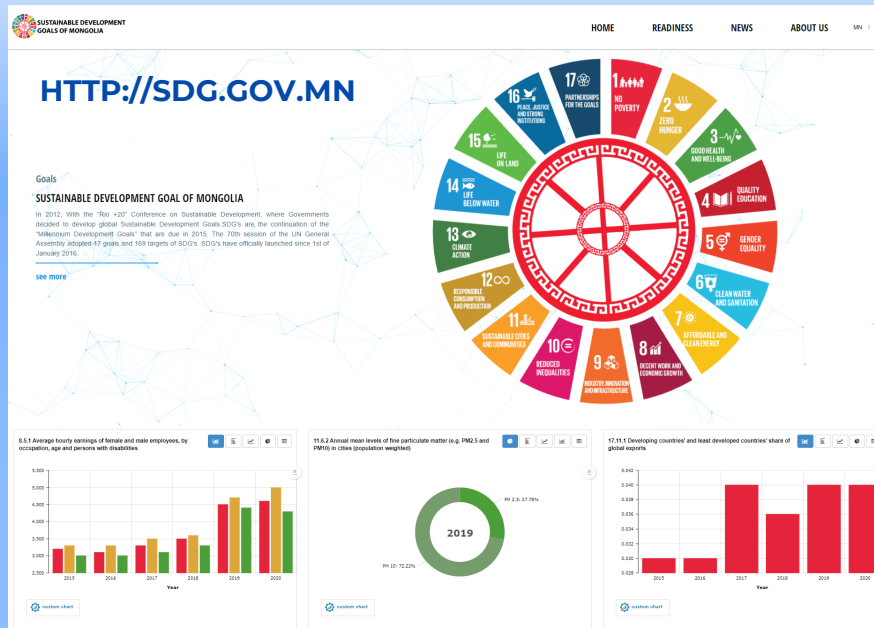 SUSTAINABLE DEVELOPMENT
GOALS OF MONGOLIA
HOME READINESS NEWS ABOUT US MN
HTTP://SDG.GOV.MN
Goals
SUSTAINABLE DEVELOPMENT GOAL OF MONGOLIA
In 2012, With the "Rio +20" Conference on Sustainable Development, where Governments
decided to develop global Sustainable Development Goals.SDG's are the continuation of the
"Millenium Development Goals" that are due in 2015. The 70th session of the UN General
Assembly adopted 17 goals and 169 targets of SDG's. SDG's have officially launched since 1st of
January 2016.
see more
1
NO
POVERTY
2
ZERO
HUNGER
3
GOOD HEALTH
AND WELL-BEING
4
QUALITY
EDUCATION
5
GENDER
EQUALITY
6
CLEAN WATER
AND SANITATION
7
AFFORDABLE AND
CLEAN ENERGY
8
DECENT WORK AND
ECONOMIC GROWTH
9
INDUSTRY, INNOVATION
AND INFRASTRUCTURE
10
REDUCED
INEQUALITIES
11
SUSTAINABLE CITIES
AND COMMUNITIES
12
RESPONSIBLE
CONSUMPTION
AND PRODUCTION
13
CLIMATE
ACTION
14
LIFE
BELOW WATER
15
LIFE
ON LAND
16
PEACE, JUSTICE
AND STRONG
INSTITUTIONS
17
PARTNERSHIPS
FOR THE GOALS
8.5.1 Average hourly earnings of female and male employees, by
occupation, age and persons with disabilities
5,000
4,500
4,000
3,500
3,000
2,500
2015 2016 2017 2018 2019 2020
Year
custom chart
11.6.2 Annual mean levels of fine particulate matter (e.g. PM2.5 and
PM10) in cities (population weighted)
PM 2.5: 27.78%
2019
PM 10: 72.22%
custom chart
17.11.1 Developing countries' and least developed countries' share of
global exports
0.042
0.040
0.038
0.036
0.034
0.032
0.030
0.028
2015 2016 2017 2018 2019 2020
Year
custom chart